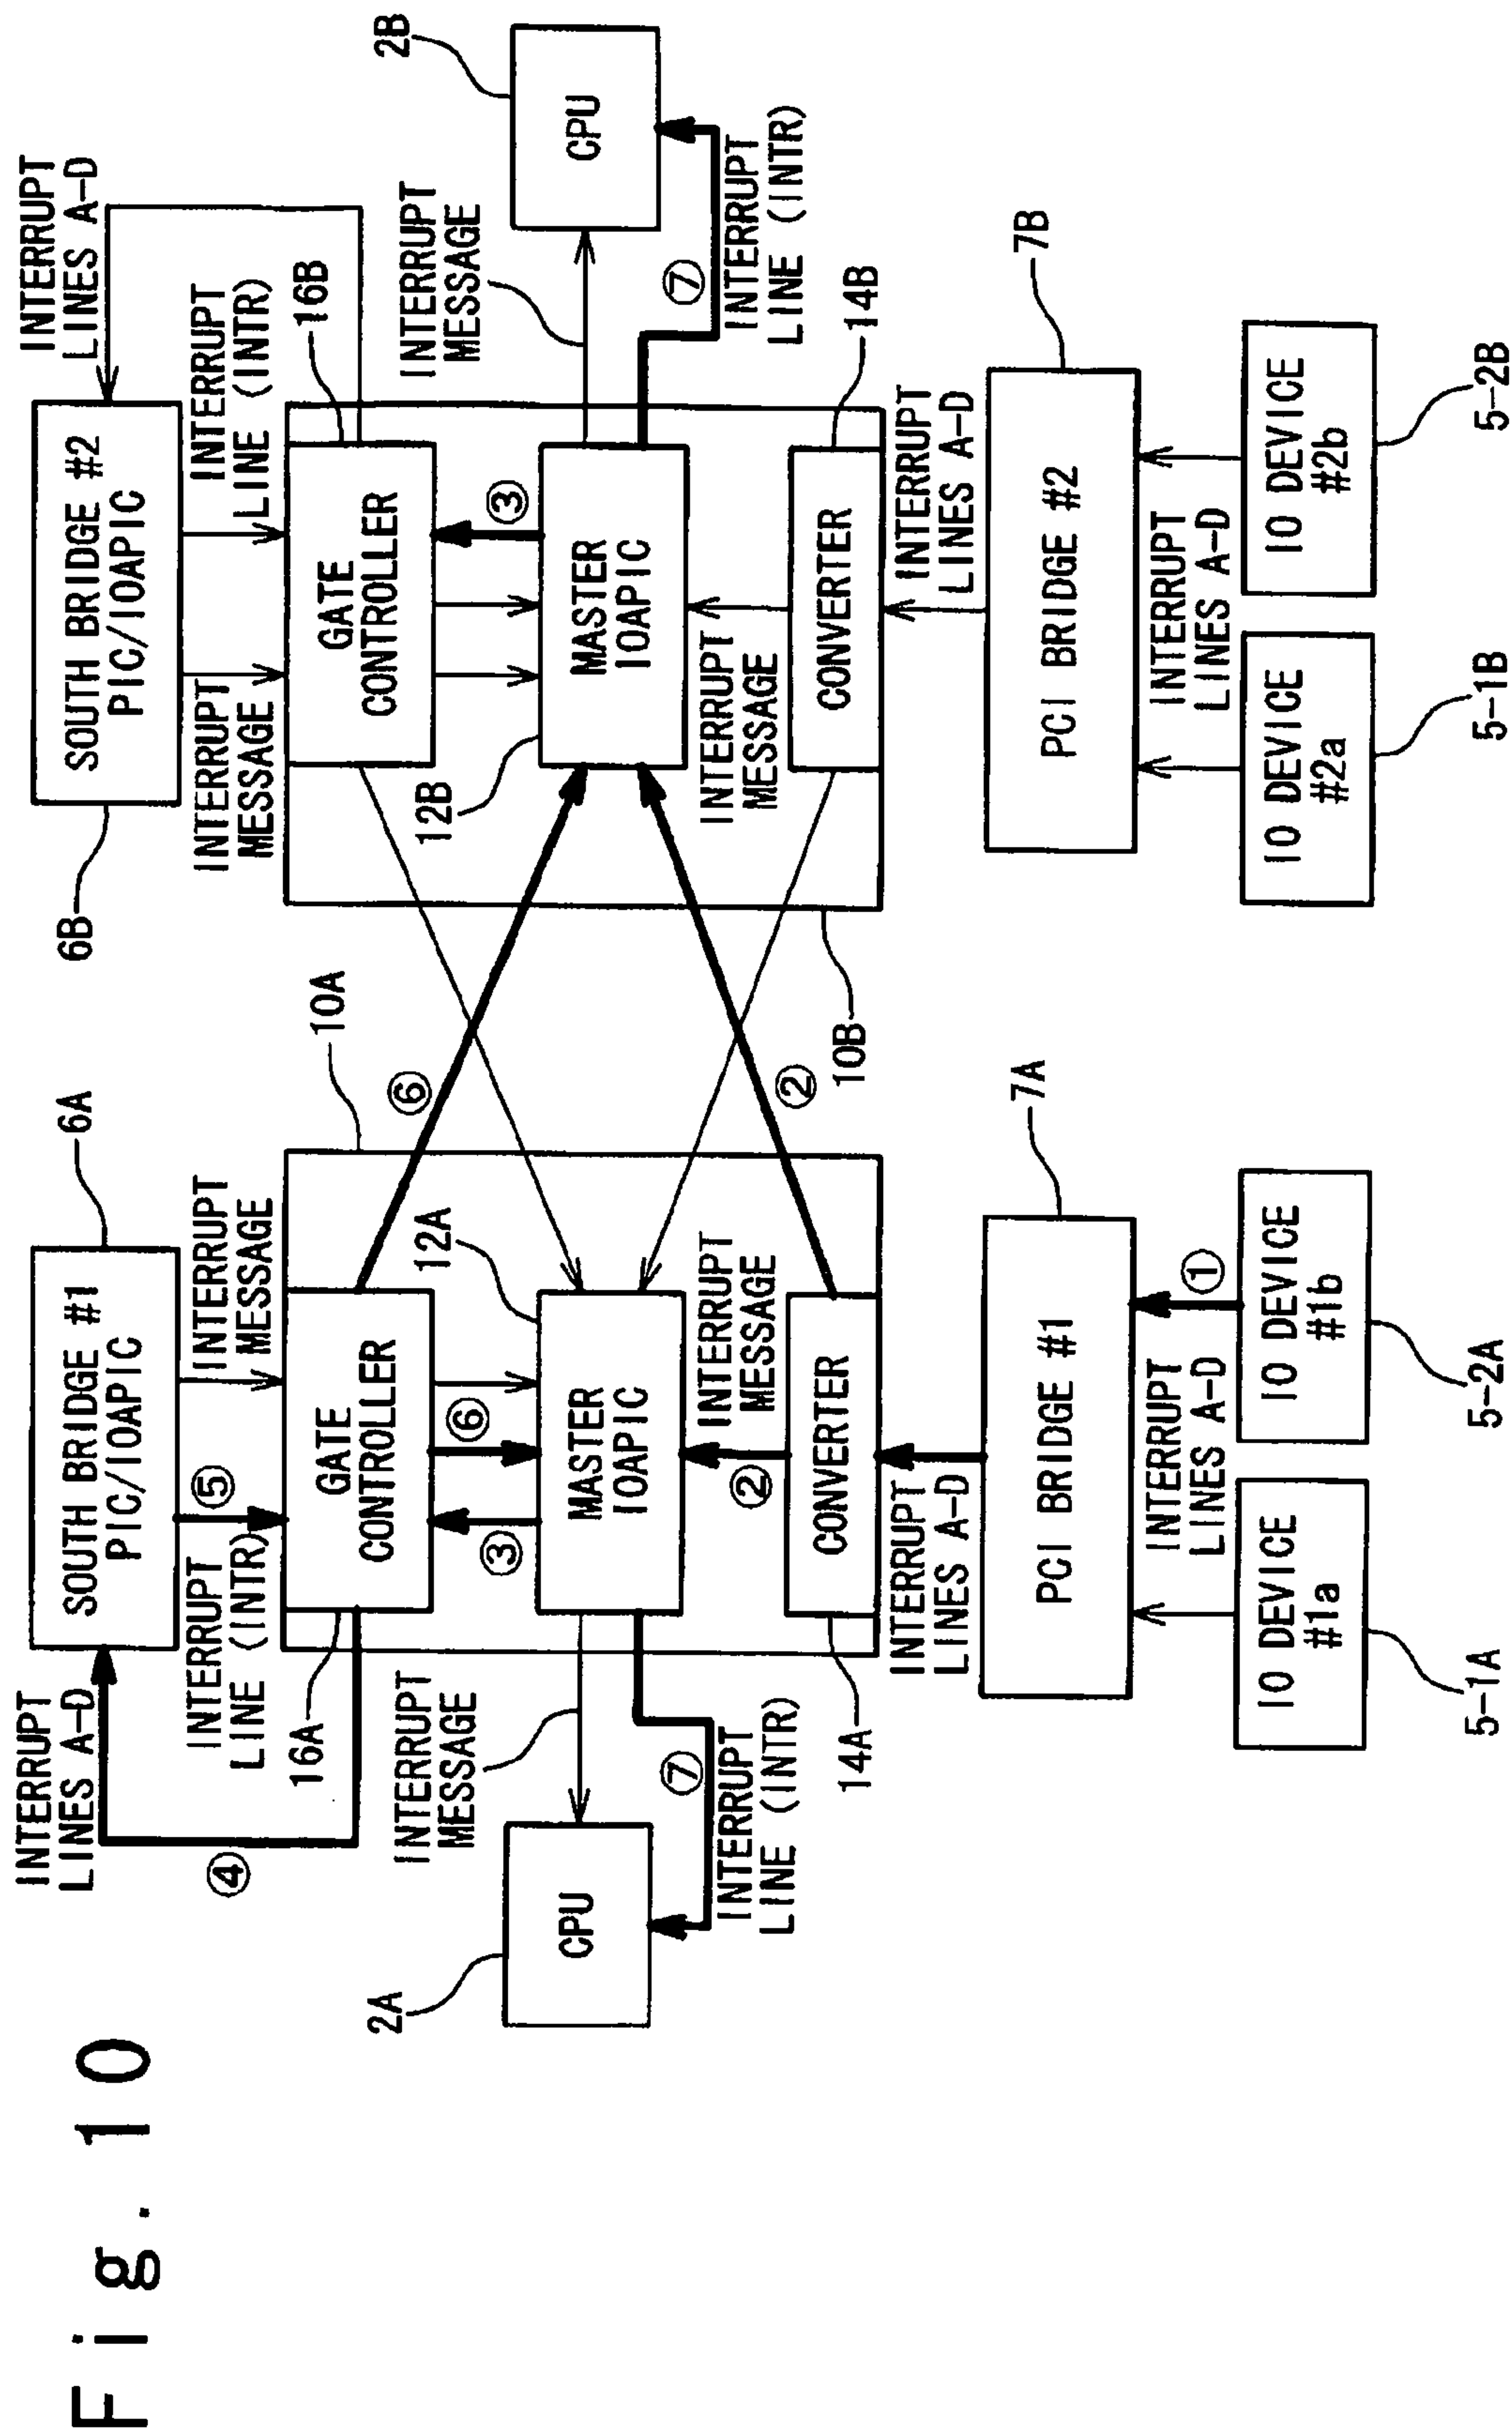 Fig. 10
INTERRUPT
LINES A-D
④
6A
SOUTH BRIDGE #1
PIC/IOAPIC
⑤
INTERRUPT
LINE (INTR)
INTERRUPT
MESSAGE
16A
10A
GATE
CONTROLLER
③
⑥
⑥
2A
CPU
INTERRUPT
MESSAGE
⑦
INTERRUPT
LINE (INTR)
12A
MASTER
IOAPIC
②
INTERRUPT
MESSAGE
②
14A
CONVERTER
INTERRUPT
LINES A-D
7A
PCI BRIDGE #1
INTERRUPT
LINES A-D
①
IO DEVICE
#1a
5-1A
IO DEVICE
#1b
5-2A
6B
SOUTH BRIDGE #2
PIC/IOAPIC
INTERRUPT
LINES A-D
INTERRUPT
MESSAGE
INTERRUPT
LINE (INTR)
16B
GATE
CONTROLLER
③
12B
MASTER
IOAPIC
INTERRUPT
MESSAGE
2B
CPU
⑦
INTERRUPT
LINE (INTR)
INTERRUPT
MESSAGE
14B
CONVERTER
10B
INTERRUPT
LINES A-D
7B
PCI BRIDGE #2
INTERRUPT
LINES A-D
IO DEVICE
#2a
5-1B
IO DEVICE
#2b
5-2B